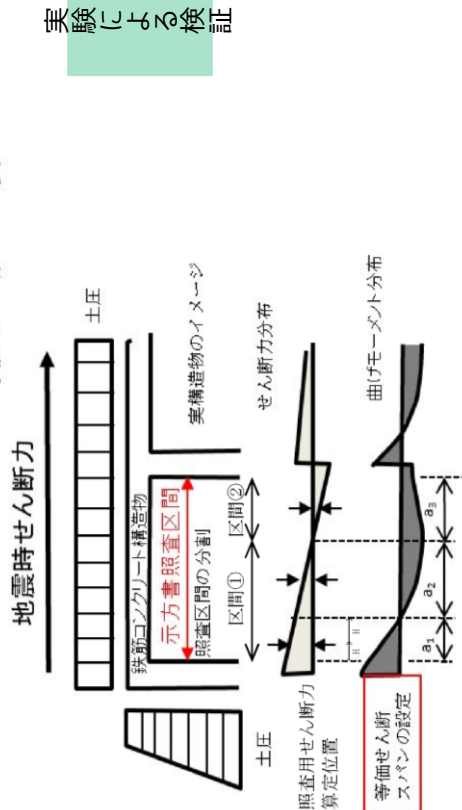 実験による検証
地震時せん断力
土圧
鉄筋コンクリート構造物
示方書照査区間
照査区間の分割
実構造物のイメージ
区間①
区間②
土圧
照査用せん断力
算定位置
せん断力分布
等価せん断
スパンの設定
曲げモーメント分布
a₁
a₂
a₃